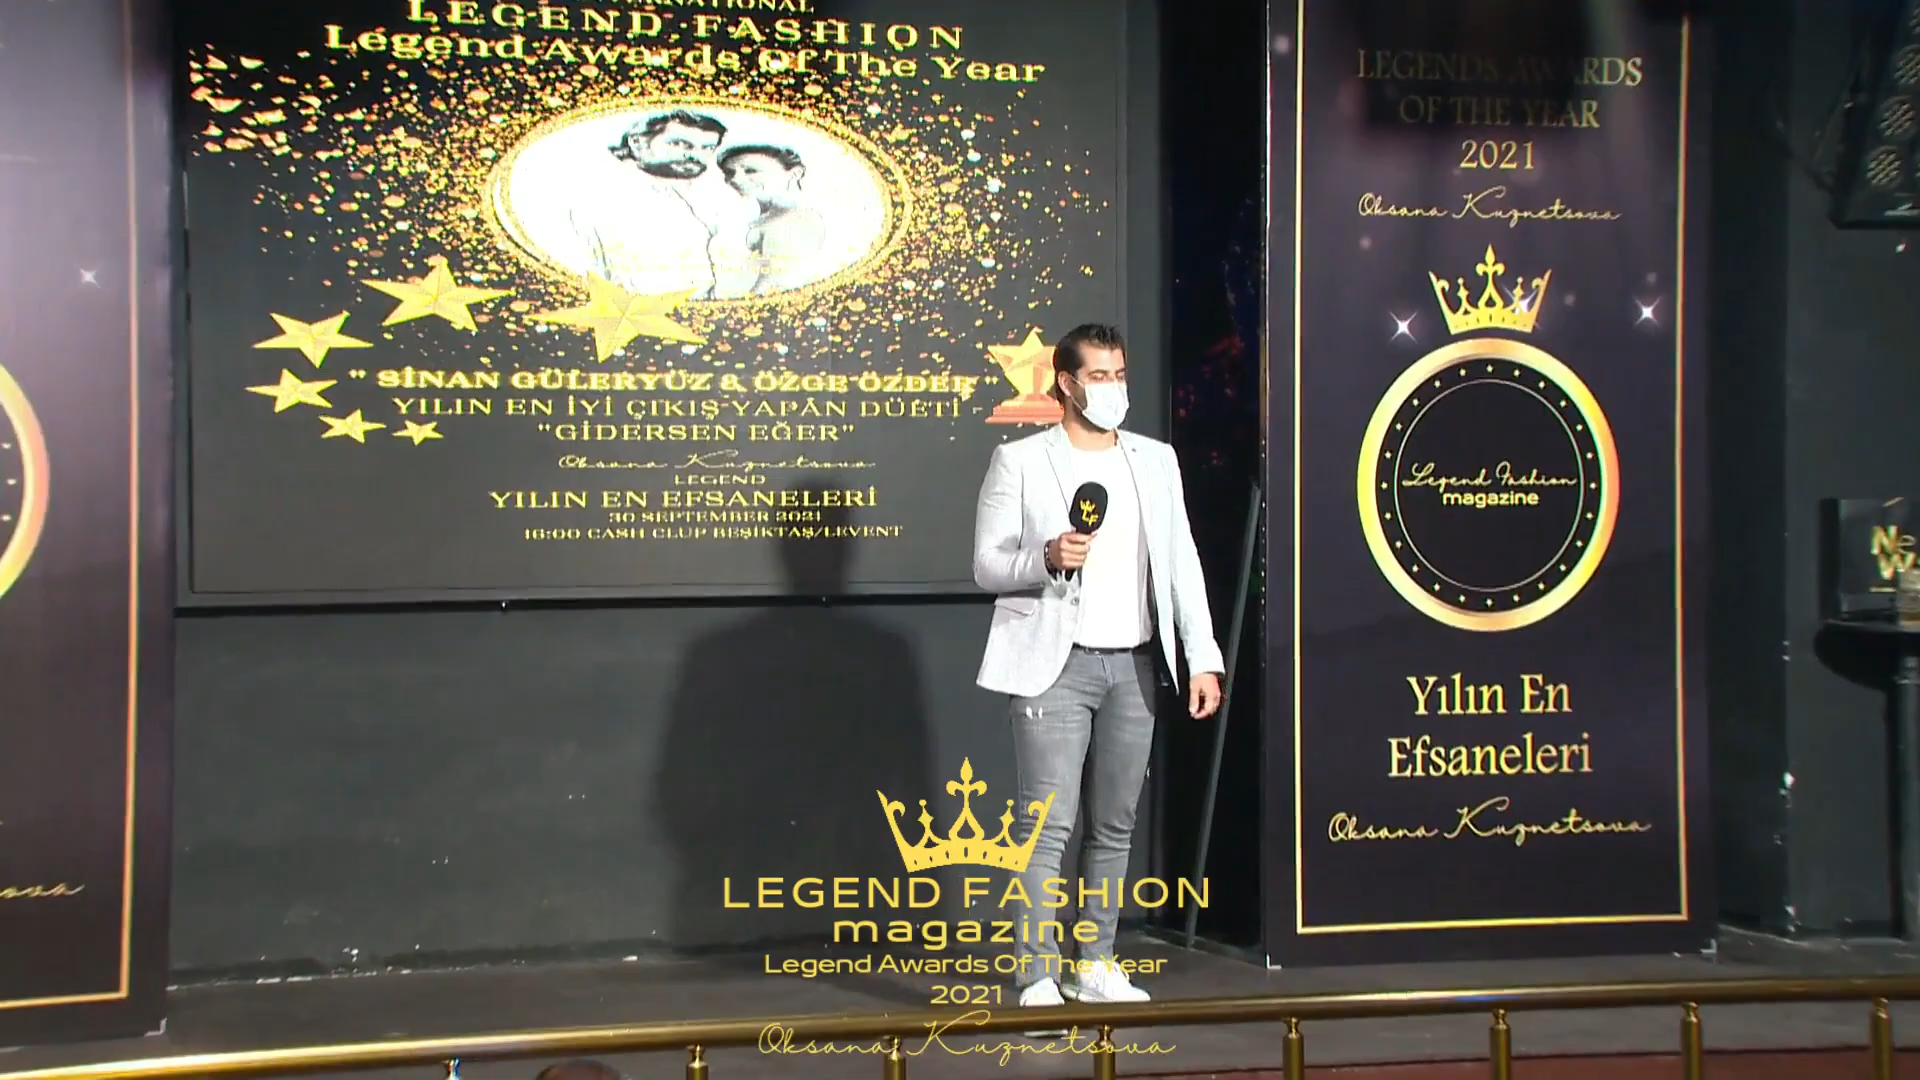 LEGEND FASHION
Legend Awards Of The Year
" SİNAN GÜLERYÜZ & ÖZGE ÖZDER "
YILIN EN İYİ ÇIKIŞ YAPAN DÜETİ -
"GİDERSEN EĞER"
Oksana Kuznetsova
LEGEND
YILIN EN EFSANELERİ
30 SEPTEMBER 2021
16:00 CASH CLUP BEŞİKTAŞ/LEVENT
LEGENDS AWARDS
OF THE YEAR
2021
Oksana Kuznetsova
Legend Fashion
magazine
Yılın En
Efsaneleri
Oksana Kuznetsova
LF
Ne
LEGEND FASHION
magazine
Legend Awards Of The Year
2021
Oksana Kuznetsova